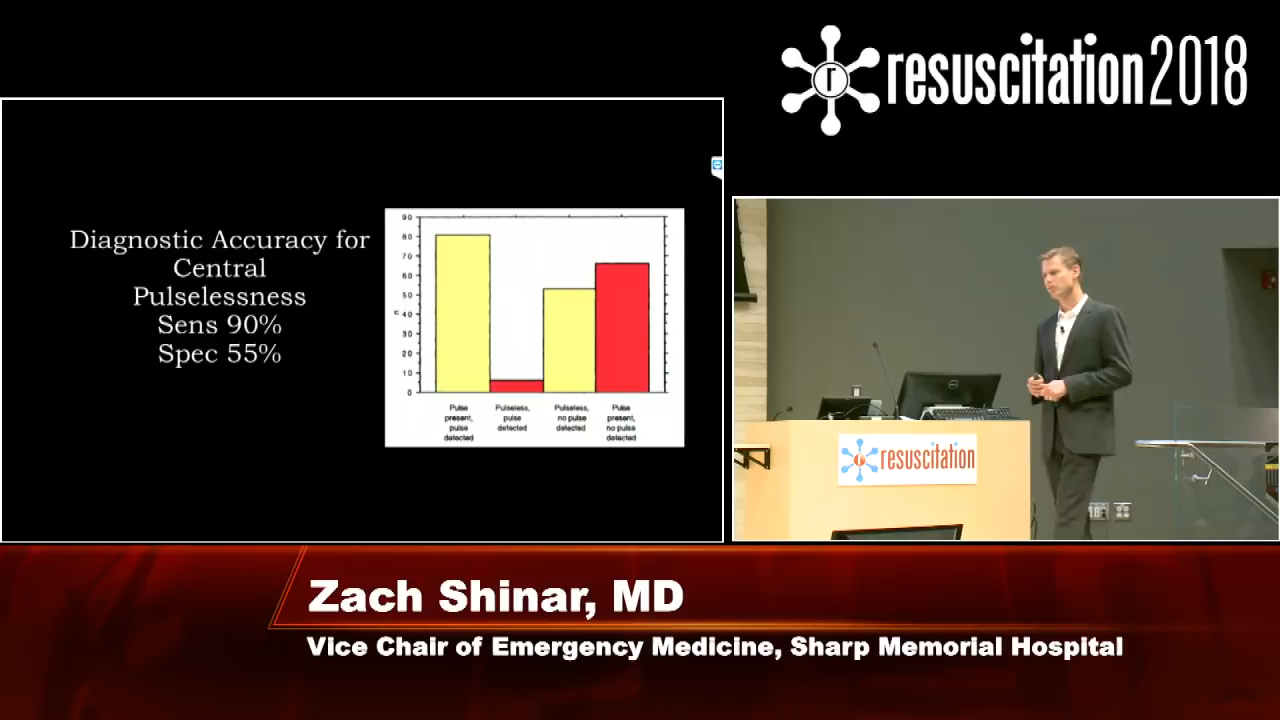 resuscitation2018
r
Diagnostic Accuracy for
Central
Pulselessness
Sens 90%
Spec 55%
90
80
70
60
50
40
30
20
10
0
n
Pulse
present,
pulse
detected
Pulseless,
pulse
detected
Pulseless,
no pulse
detected
Pulse
present,
no pulse
detected
DELL
r
resuscitation
Zach Shinar, MD
Vice Chair of Emergency Medicine, Sharp Memorial Hospital